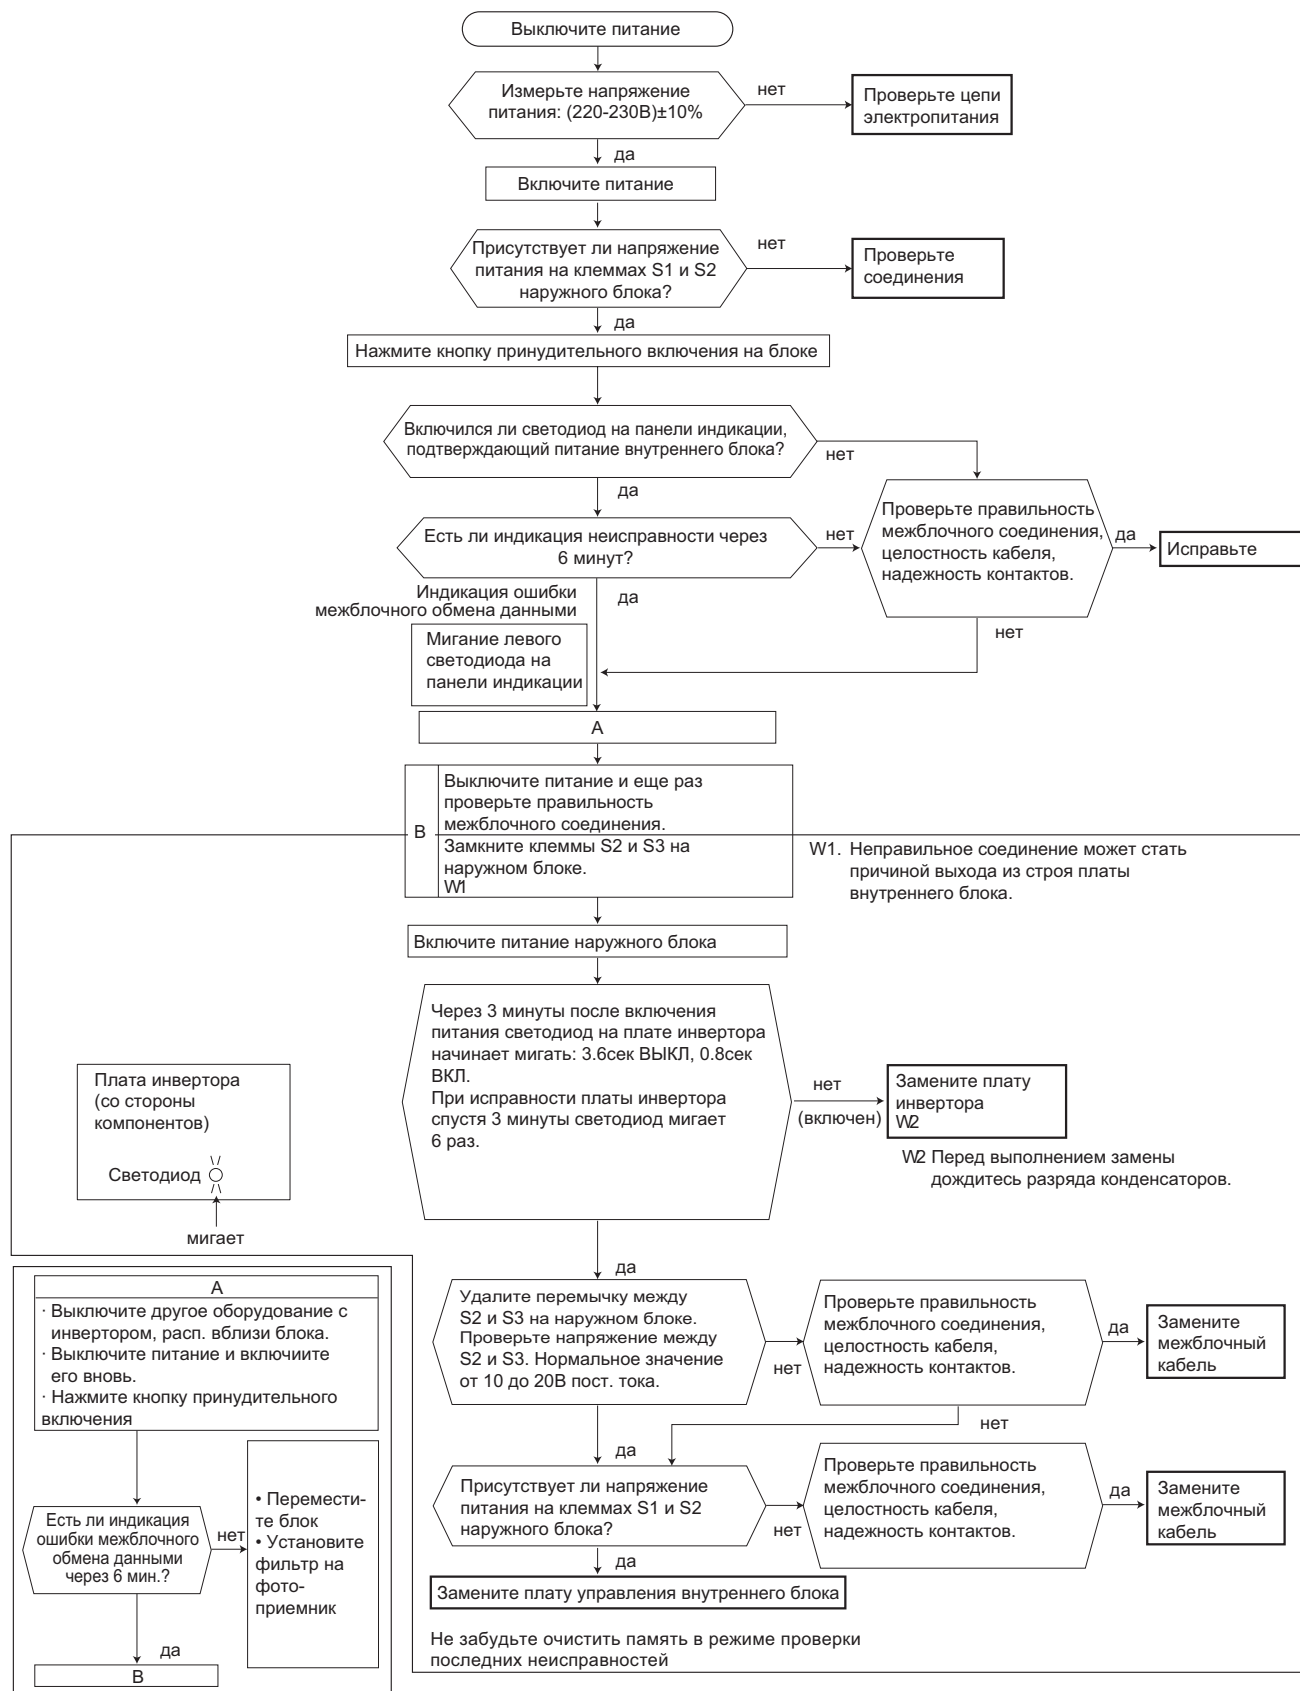 Выключите питание
Измерьте напряжение
питания: (220-230В)±10%
нет
Проверьте цепи
электропитания
да
Включите питание
Присутствует ли напряжение
питания на клеммах S1 и S2
наружного блока?
нет
Проверьте
соединения
да
Нажмите кнопку принудительного включения на блоке
Включился ли светодиод на панели индикации,
подтверждающий питание внутреннего блока?
нет
да
Проверьте правильность
межблочного соединения,
целостность кабеля,
надежность контактов.
да
Исправьте
Есть ли индикация неисправности через
6 минут?
нет
Индикация ошибки
межблочного обмена данными
да
нет
Мигание левого
светодиода на
панели индикации
A
B
Выключите питание и еще раз
проверьте правильность
межблочного соединения.
Замкните клеммы S2 и S3 на
наружном блоке.
W1
W1. Неправильное соединение может стать
причиной выхода из строя платы
внутреннего блока.
Включите питание наружного блока
Через 3 минуты после включения
питания светодиод на плате инвертора
начинает мигать: 3.6сек ВЫКЛ, 0.8сек
ВКЛ.
При исправности платы инвертора
спустя 3 минуты светодиод мигает
6 раз.
нет
(включен)
Замените плату
инвертора
W2
W2 Перед выполнением замены
дождитесь разряда конденсаторов.
Плата инвертора
(со стороны
компонентов)
Светодиод
мигает
да
Удалите перемычку между
S2 и S3 на наружном блоке.
Проверьте напряжение между
S2 и S3. Нормальное значение
от 10 до 20В пост. тока.
нет
Проверьте правильность
межблочного соединения,
целостность кабеля,
надежность контактов.
да
Замените
межблочный
кабель
нет
да
Присутствует ли напряжение
питания на клеммах S1 и S2
наружного блока?
нет
Проверьте правильность
межблочного соединения,
целостность кабеля,
надежность контактов.
да
Замените
межблочный
кабель
да
Замените плату управления внутреннего блока
Не забудьте очистить память в режиме проверки
последних неисправностей
A
· Выключите другое оборудование с
инвертором, расп. вблизи блока.
· Выключите питание и включиите
его вновь.
· Нажмите кнопку принудительного
включения
Есть ли индикация
ошибки межблочного
обмена данными
через 6 мин.?
нет
• Перемести-
те блок
• Установите
фильтр на
фото-
приемник
да
B